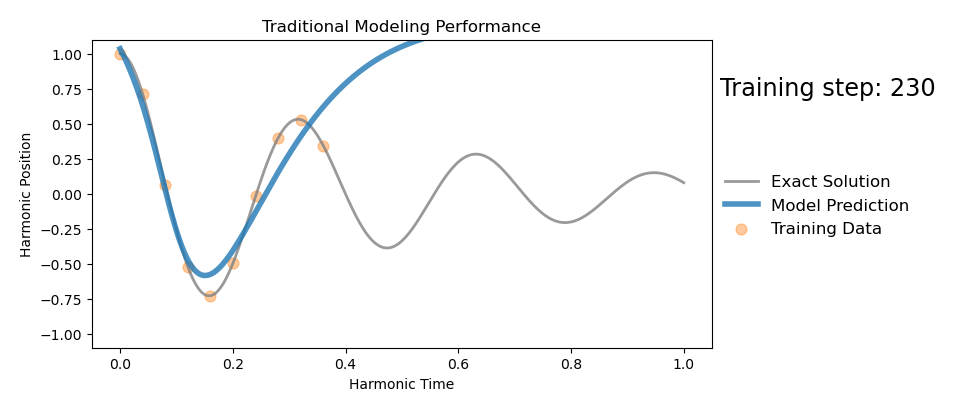 Traditional Modeling Performance
1.00
0.75
0.50
0.25
0.00
−0.25
−0.50
−0.75
−1.00
Harmonic Position
0.0
0.2
0.4
0.6
0.8
1.0
Harmonic Time
Training step: 230
Exact Solution
Model Prediction
Training Data